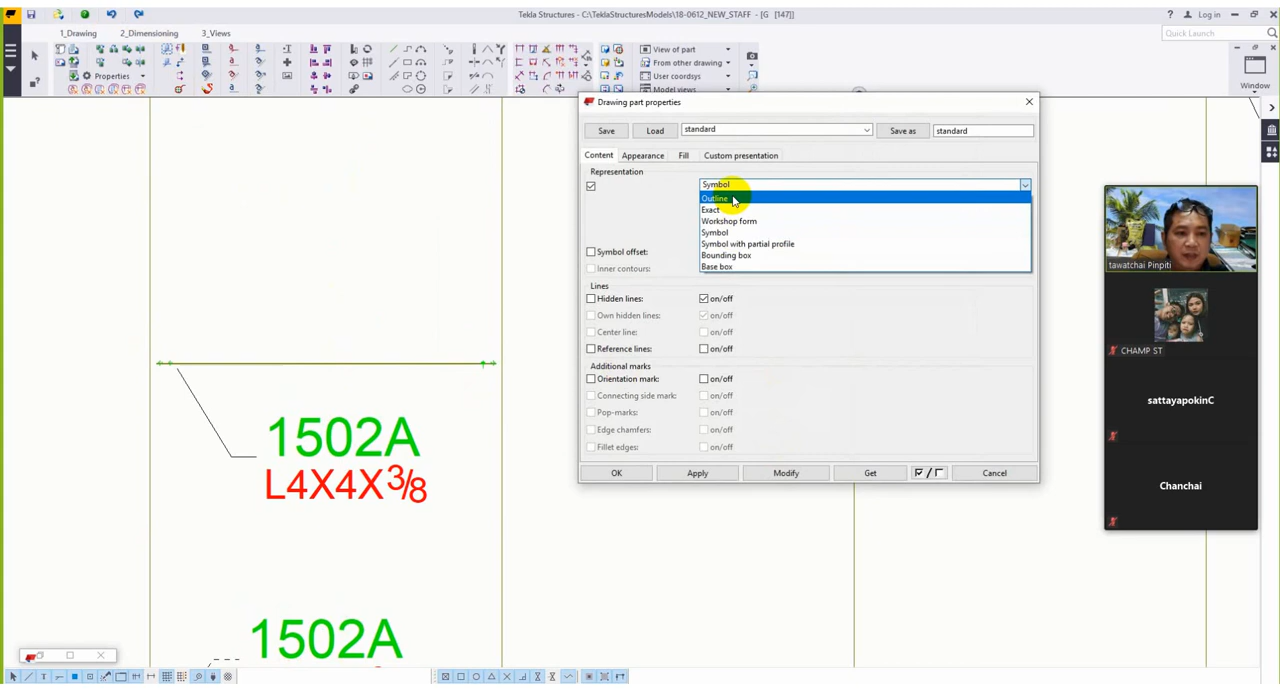 Tekla Structures - C:\TeklaStructuresModels\18-0612_NEW_STAFF - [G [147]]
? Log in
1_Drawing 2_Dimensioning 3_Views
Quick Launch
View of part
From other drawing
Properties
User coordsys
Model views
Window
Drawing part properties
Save Load standard Save as standard
Content Appearance Fill Custom presentation
Representation
Symbol
Outline
Exact
Workshop form
Symbol
Symbol with partial profile
Bounding box
Base box
Symbol offset:
Inner contours:
Lines
Hidden lines: on/off
Own hidden lines: on/off
Center line: on/off
Reference lines: on/off
Additional marks
Orientation mark: on/off
Connecting side mark: on/off
Pop-marks: on/off
Edge chamfers: on/off
Fillet edges: on/off
OK Apply Modify Get Cancel
1502A
L4X4X3/8
1502A
tawatchai Pinpiti
CHAMP ST
sattayapokinC
Chanchai